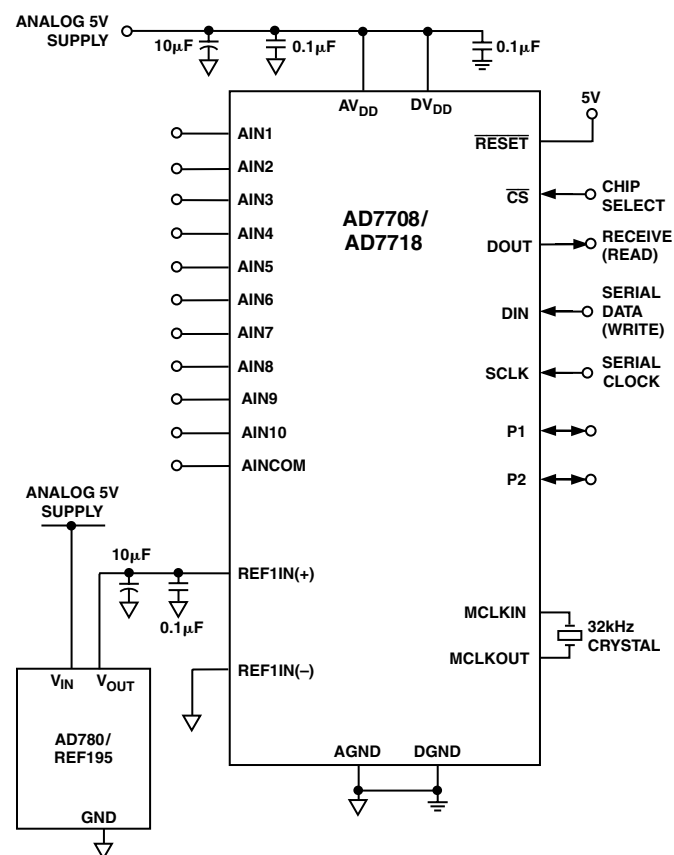 ANALOG 5V
SUPPLY
10µF
0.1µF
0.1µF
AVDD
DVDD
5V
AIN1
AIN2
AIN3
AIN4
AIN5
AIN6
AIN7
AIN8
AIN9
AIN10
AINCOM
AD7708/
AD7718
RESET
CS
CHIP
SELECT
DOUT
RECEIVE
(READ)
DIN
SERIAL
DATA
(WRITE)
SCLK
SERIAL
CLOCK
P1
P2
ANALOG 5V
SUPPLY
10µF
0.1µF
REF1IN(+)
REF1IN(–)
MCLKIN
MCLKOUT
32kHz
CRYSTAL
VIN
VOUT
AD780/
REF195
GND
AGND
DGND